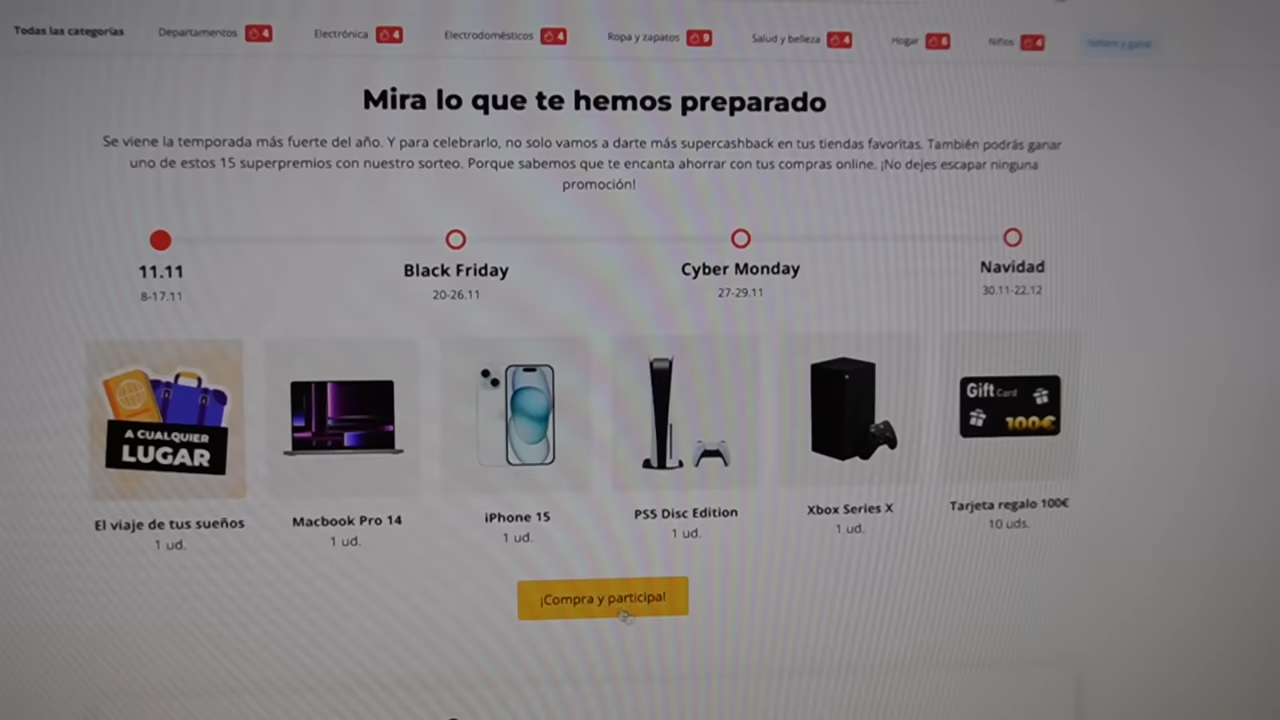 Todas las categorías
Departamentos 4
Electrónica 4
Electrodomésticos 4
Ropa y zapatos 9
Salud y belleza 4
Hogar 6
Niños 4
Mira lo que te hemos preparado
Se viene la temporada más fuerte del año. Y para celebrarlo, no solo vamos a darte más supercashback en tus tiendas favoritas. También podrás ganar
uno de estos 15 superpremios con nuestro sorteo. Porque sabemos que te encanta ahorrar con tus compras online. ¡No dejes escapar ninguna
promoción!
11.11
8-17.11
Black Friday
20-26.11
Cyber Monday
27-29.11
Navidad
30.11-22.12
A CUALQUIER
LUGAR
Gift Card
100€
El viaje de tus sueños
1 ud.
Macbook Pro 14
1 ud.
iPhone 15
1 ud.
PS5 Disc Edition
1 ud.
Xbox Series X
1 ud.
Tarjeta regalo 100€
10 uds.
¡Compra y participa!